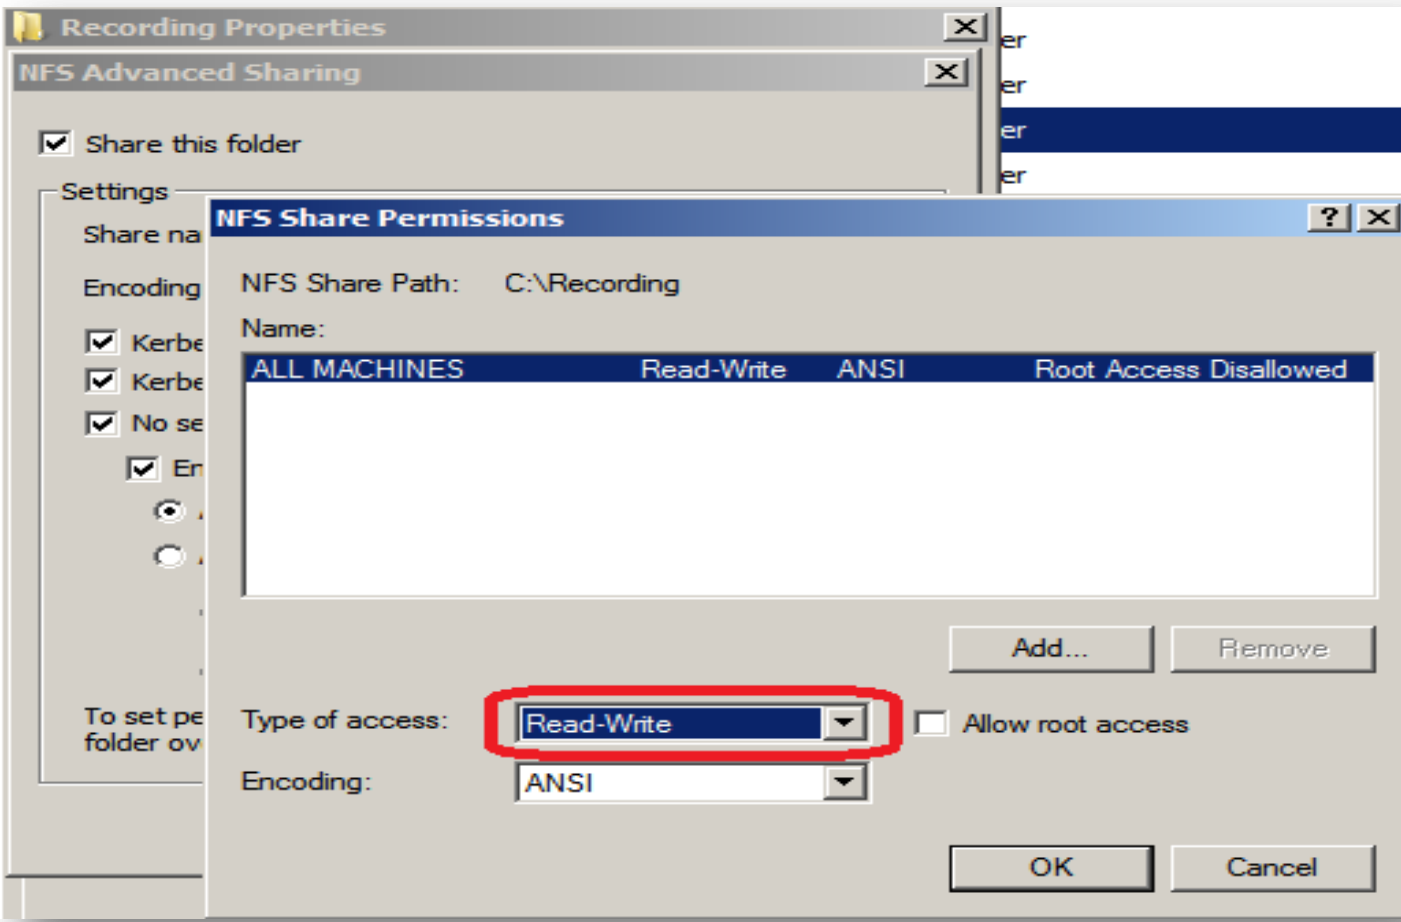 Recording Properties
er
NFS Advanced Sharing
er
er
Share this folder
er
Settings
NFS Share Permissions
Share na
NFS Share Path: C:\Recording
Encoding
Name:
Kerbe
ALL MACHINES Read-Write ANSI Root Access Disallowed
Kerbe
No se
En
Add... Remove
To set pe
folder ov
Type of access: Read-Write Allow root access
Encoding: ANSI
OK Cancel